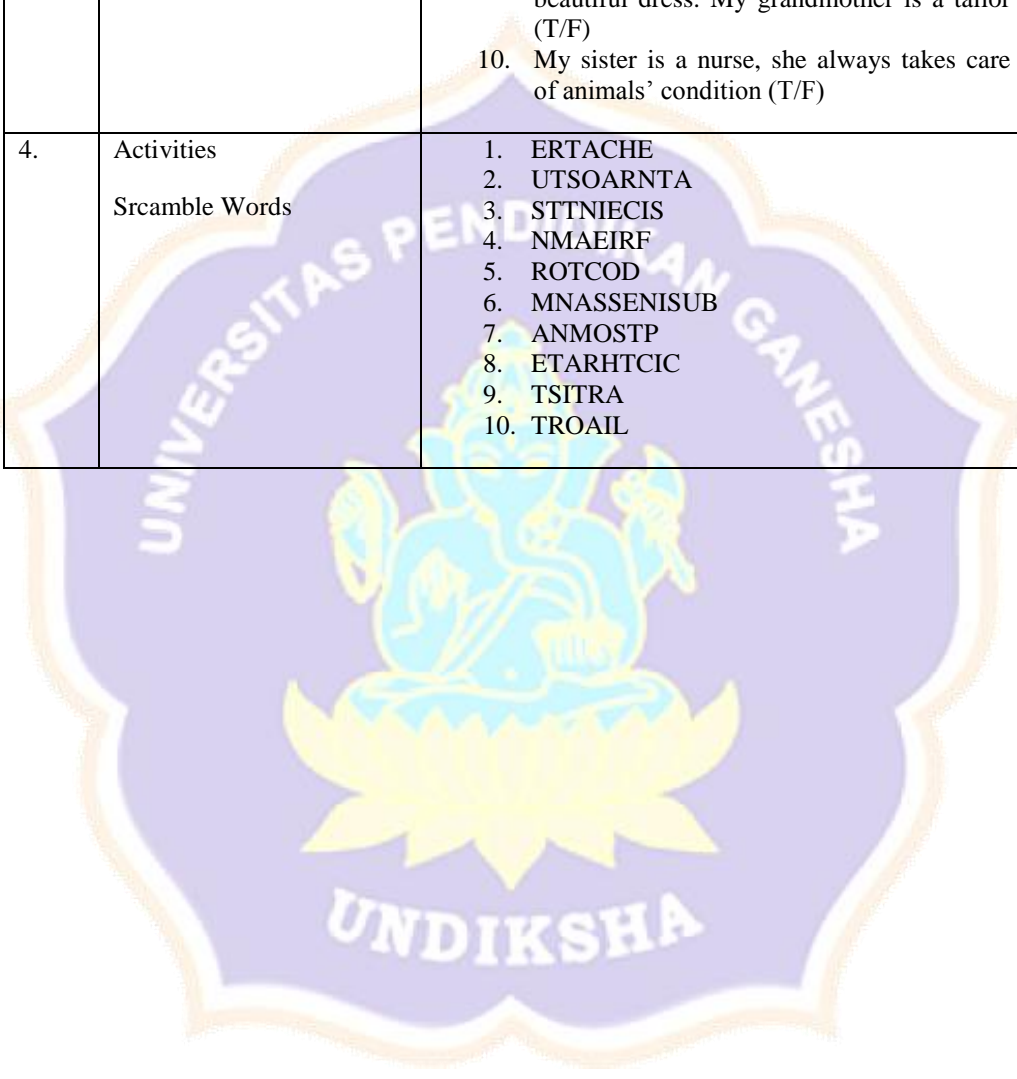 beautiful dress. My grandmother is a tailor
(T/F)
10. My sister is a nurse, she always takes care
of animals' condition (T/F)
4.
Activities
Srcamble Words
1. ERTACHE
2. UTSOARNTA
3. STTNIECIS
4. NMAEIRF
5. ROTCOD
6. MNASSENISUB
7. ANMOSTP
8. ETARHTCIC
9. TSITRA
10. TROAIL
UNIVERSITAS PENDIDIKAN GANESHA
UNDIKSHA